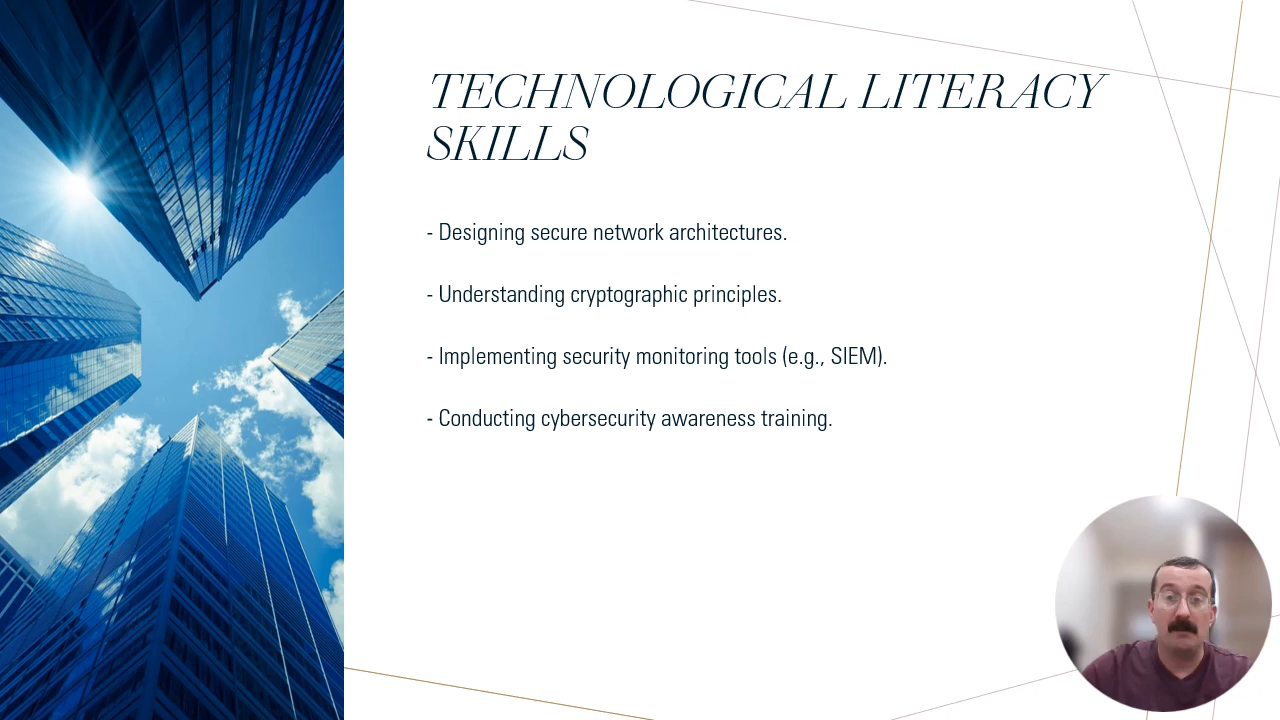 TECHNOLOGICAL LITERACY
SKILLS
- Designing secure network architectures.
- Understanding cryptographic principles.
- Implementing security monitoring tools (e.g., SIEM).
- Conducting cybersecurity awareness training.